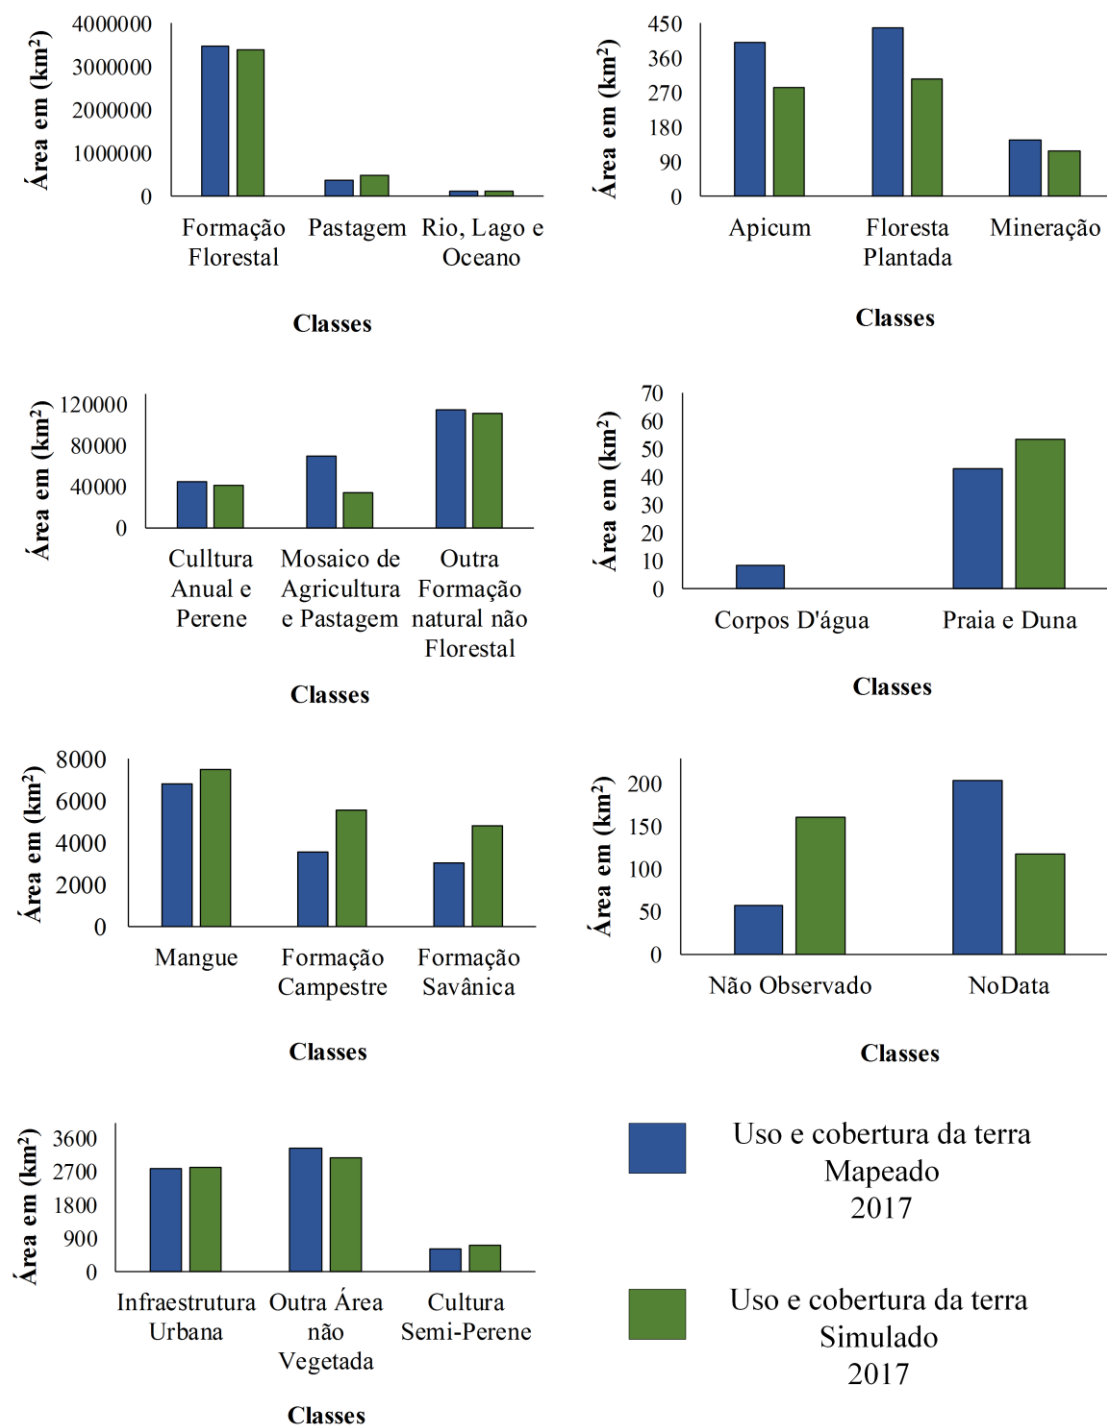 Área em (km²)
4000000
3000000
2000000
1000000
0
Formação
Florestal
Pastagem
Rio, Lago e
Oceano
Classes
Área em (km²)
450
360
270
180
90
0
Apicum
Floresta
Plantada
Mineração
Classes
Área em (km²)
120000
80000
40000
0
Culltura
Anual e
Perene
Mosaico de
Agricultura
e Pastagem
Outra
Formação
natural não
Florestal
Classes
Área em (km²)
70
60
50
40
30
20
10
0
Corpos D'água
Praia e Duna
Classes
Área em (km²)
8000
6000
4000
2000
0
Mangue
Formação
Campestre
Formação
Savânica
Classes
Área em (km²)
200
150
100
50
0
Não Observado
NoData
Classes
Área em (km²)
3600
2700
1800
900
0
Infraestrutura
Urbana
Outra Área
não
Vegetada
Cultura
Semi-Perene
Classes
Uso e cobertura da terra
Mapeado
2017
Uso e cobertura da terra
Simulado
2017